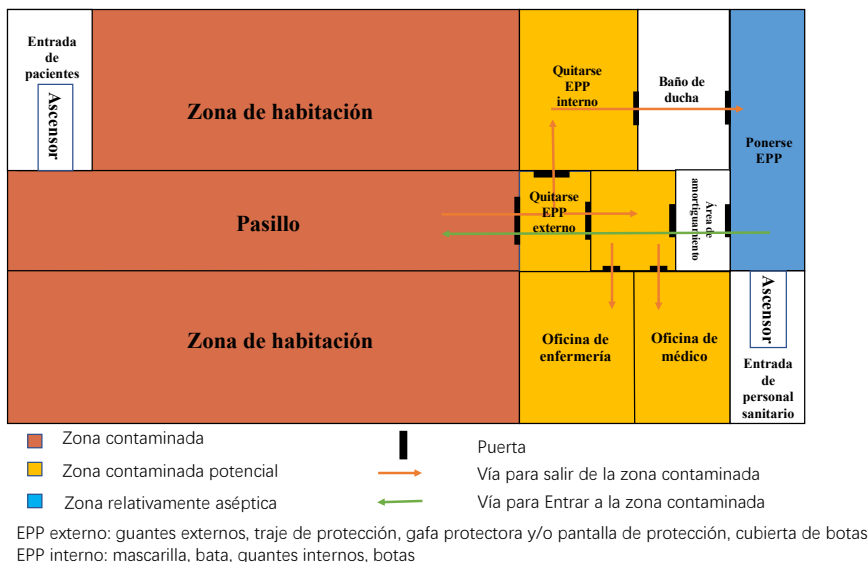 Entrada
de
pacientes
Ascensor
Zona de habitación
Quitarse
EPP
interno
Baño de
ducha
Ponerse
EPP
Pasillo
Quitarse
EPP
externo
Área de
amortiguamiento
Zona de habitación
Oficina de
enfermería
Oficina de
médico
Ascensor
Entrada
de
personal
sanitario
Zona contaminada
Zona contaminada potencial
Zona relativamente aséptica
Puerta
Vía para salir de la zona contaminada
Vía para Entrar a la zona contaminada
EPP externo: guantes externos, traje de protección, gafa protectora y/o pantalla de protección, cubierta de botas
EPP interno: mascarilla, bata, guantes internos, botas